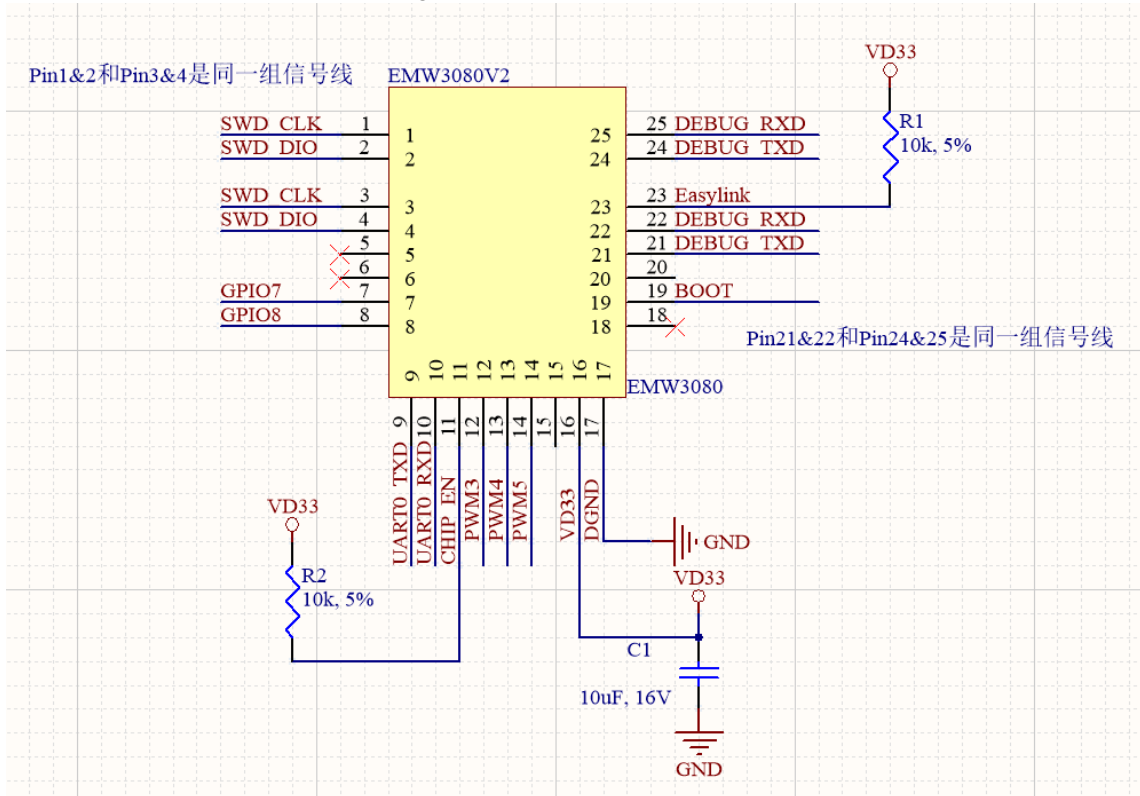 VD33
Pin1&2和Pin3&4是同一组信号线
EMW3080V2
R1
10k, 5%
SWD_CLK 1 1
SWD_DIO 2 2
SWD_CLK 3 3
SWD_DIO 4 4
5 5
6 6
GPIO7 7 7
GPIO8 8 8
25 25 DEBUG_RXD
24 24 DEBUG_TXD
23 23 Easylink
22 22 DEBUG_RXD
21 21 DEBUG_TXD
20 20
19 19 BOOT
18 18
Pin21&22和Pin24&25是同一组信号线
EMW3080
9 9 UART0_TXD
10 10 UART0_RXD
11 11 CHIP_EN
12 12 PWM3
13 13 PWM4
14 14 PWM5
15 15
16 16 VD33
17 17 DGND
VD33
R2
10k, 5%
GND
VD33
C1
10uF, 16V
GND